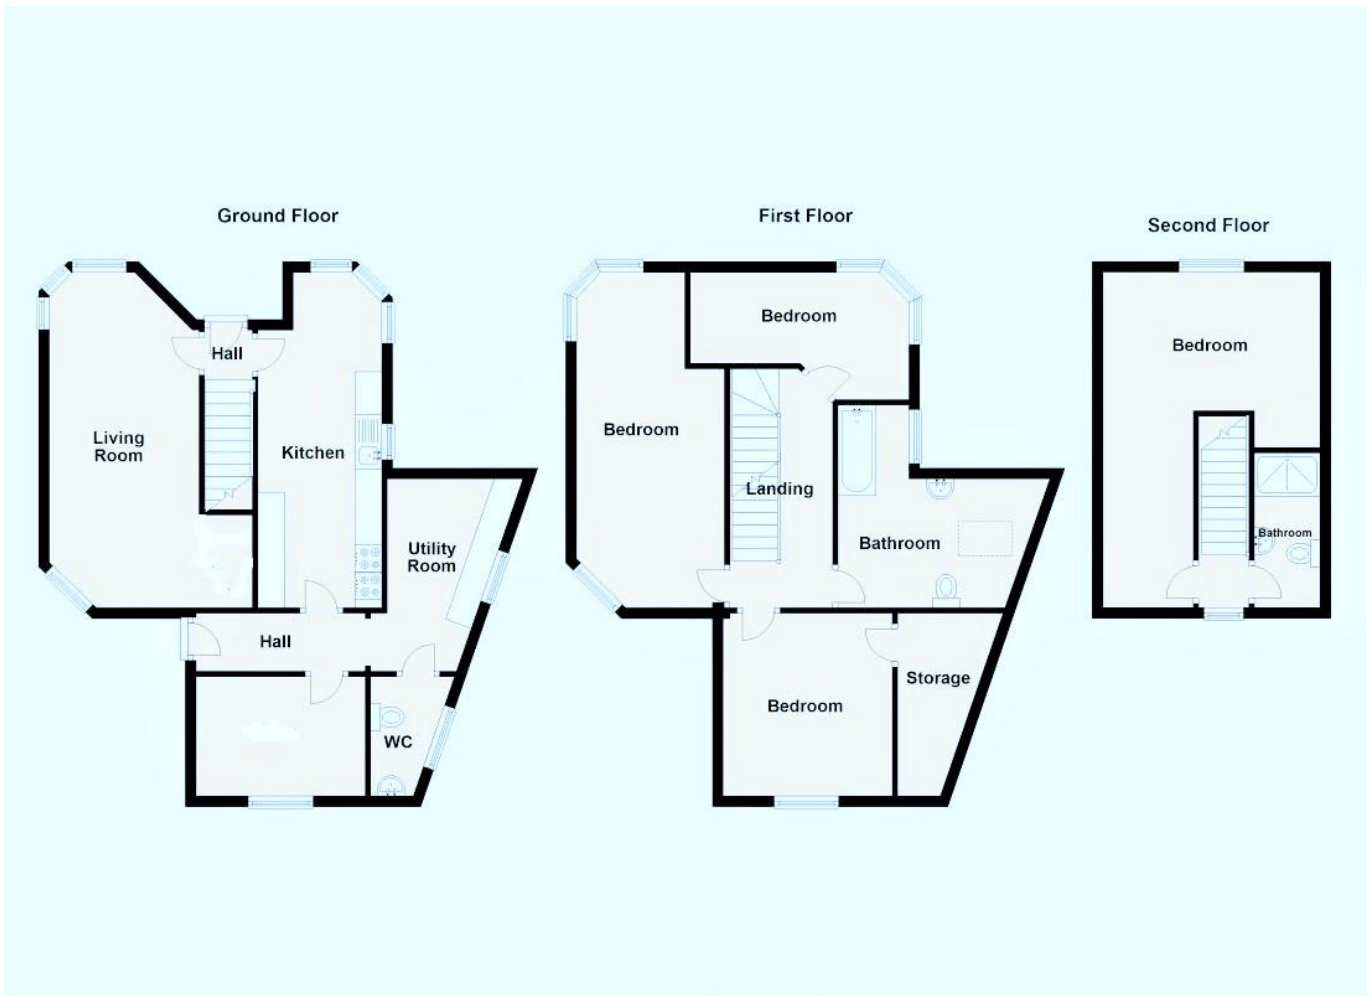 Ground Floor
First Floor
Second Floor
Hall
Living
Room
Kitchen
Utility
Room
Hall
WC
Bedroom
Bedroom
Landing
Bathroom
Bedroom
Storage
Bedroom
Bathroom